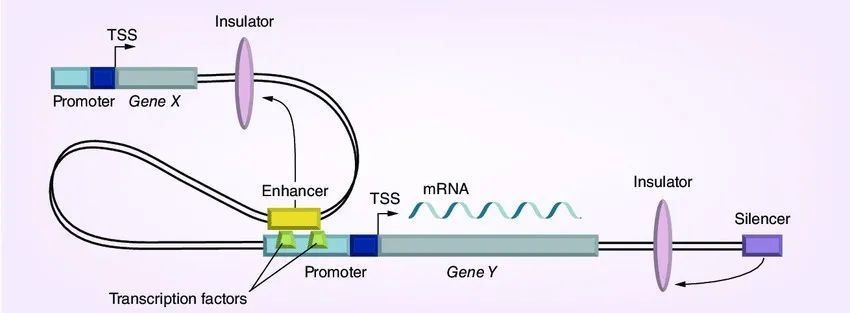 Insulator
TSS
Promoter
Gene X
Enhancer
TSS
mRNA
Insulator
Silencer
Promoter
Gene Y
Transcription factors